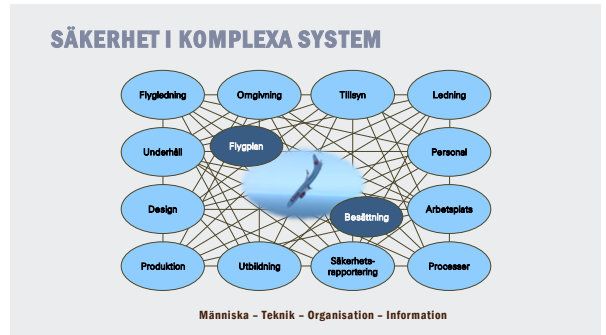 SÄKERHET I KOMPLEXA SYSTEM
Flygledning
Omgivning
Tillsyn
Ledning
Underhåll
Flygplan
Personal
Design
Besättning
Arbetsplats
Produktion
Utbildning
Säkerhets-
rapportering
Processer
Människa – Teknik – Organisation – Information